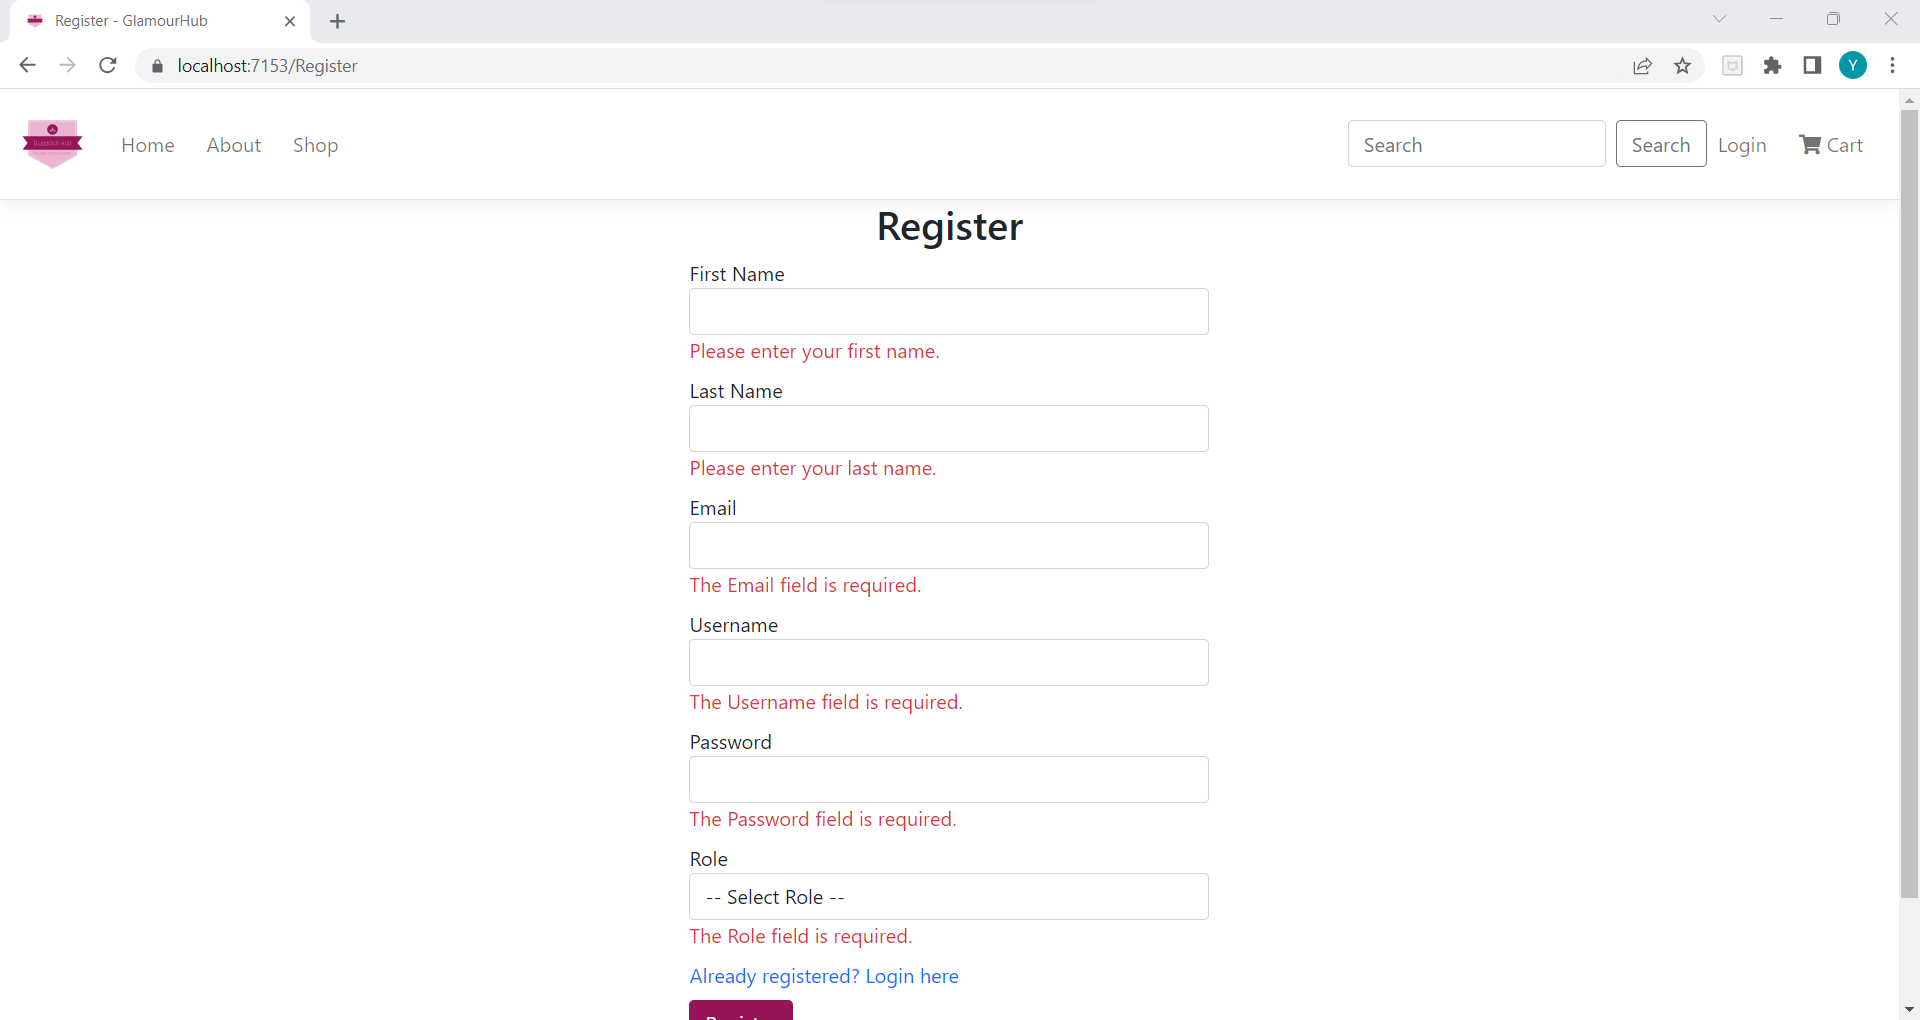 Register - GlamourHub
localhost:7153/Register
Y
GLAMOUR HUB
Home About Shop
Search Search Login Cart
Register
First Name
Please enter your first name.
Last Name
Please enter your last name.
Email
The Email field is required.
Username
The Username field is required.
Password
The Password field is required.
Role
-- Select Role --
The Role field is required.
Already registered? Login here
Register